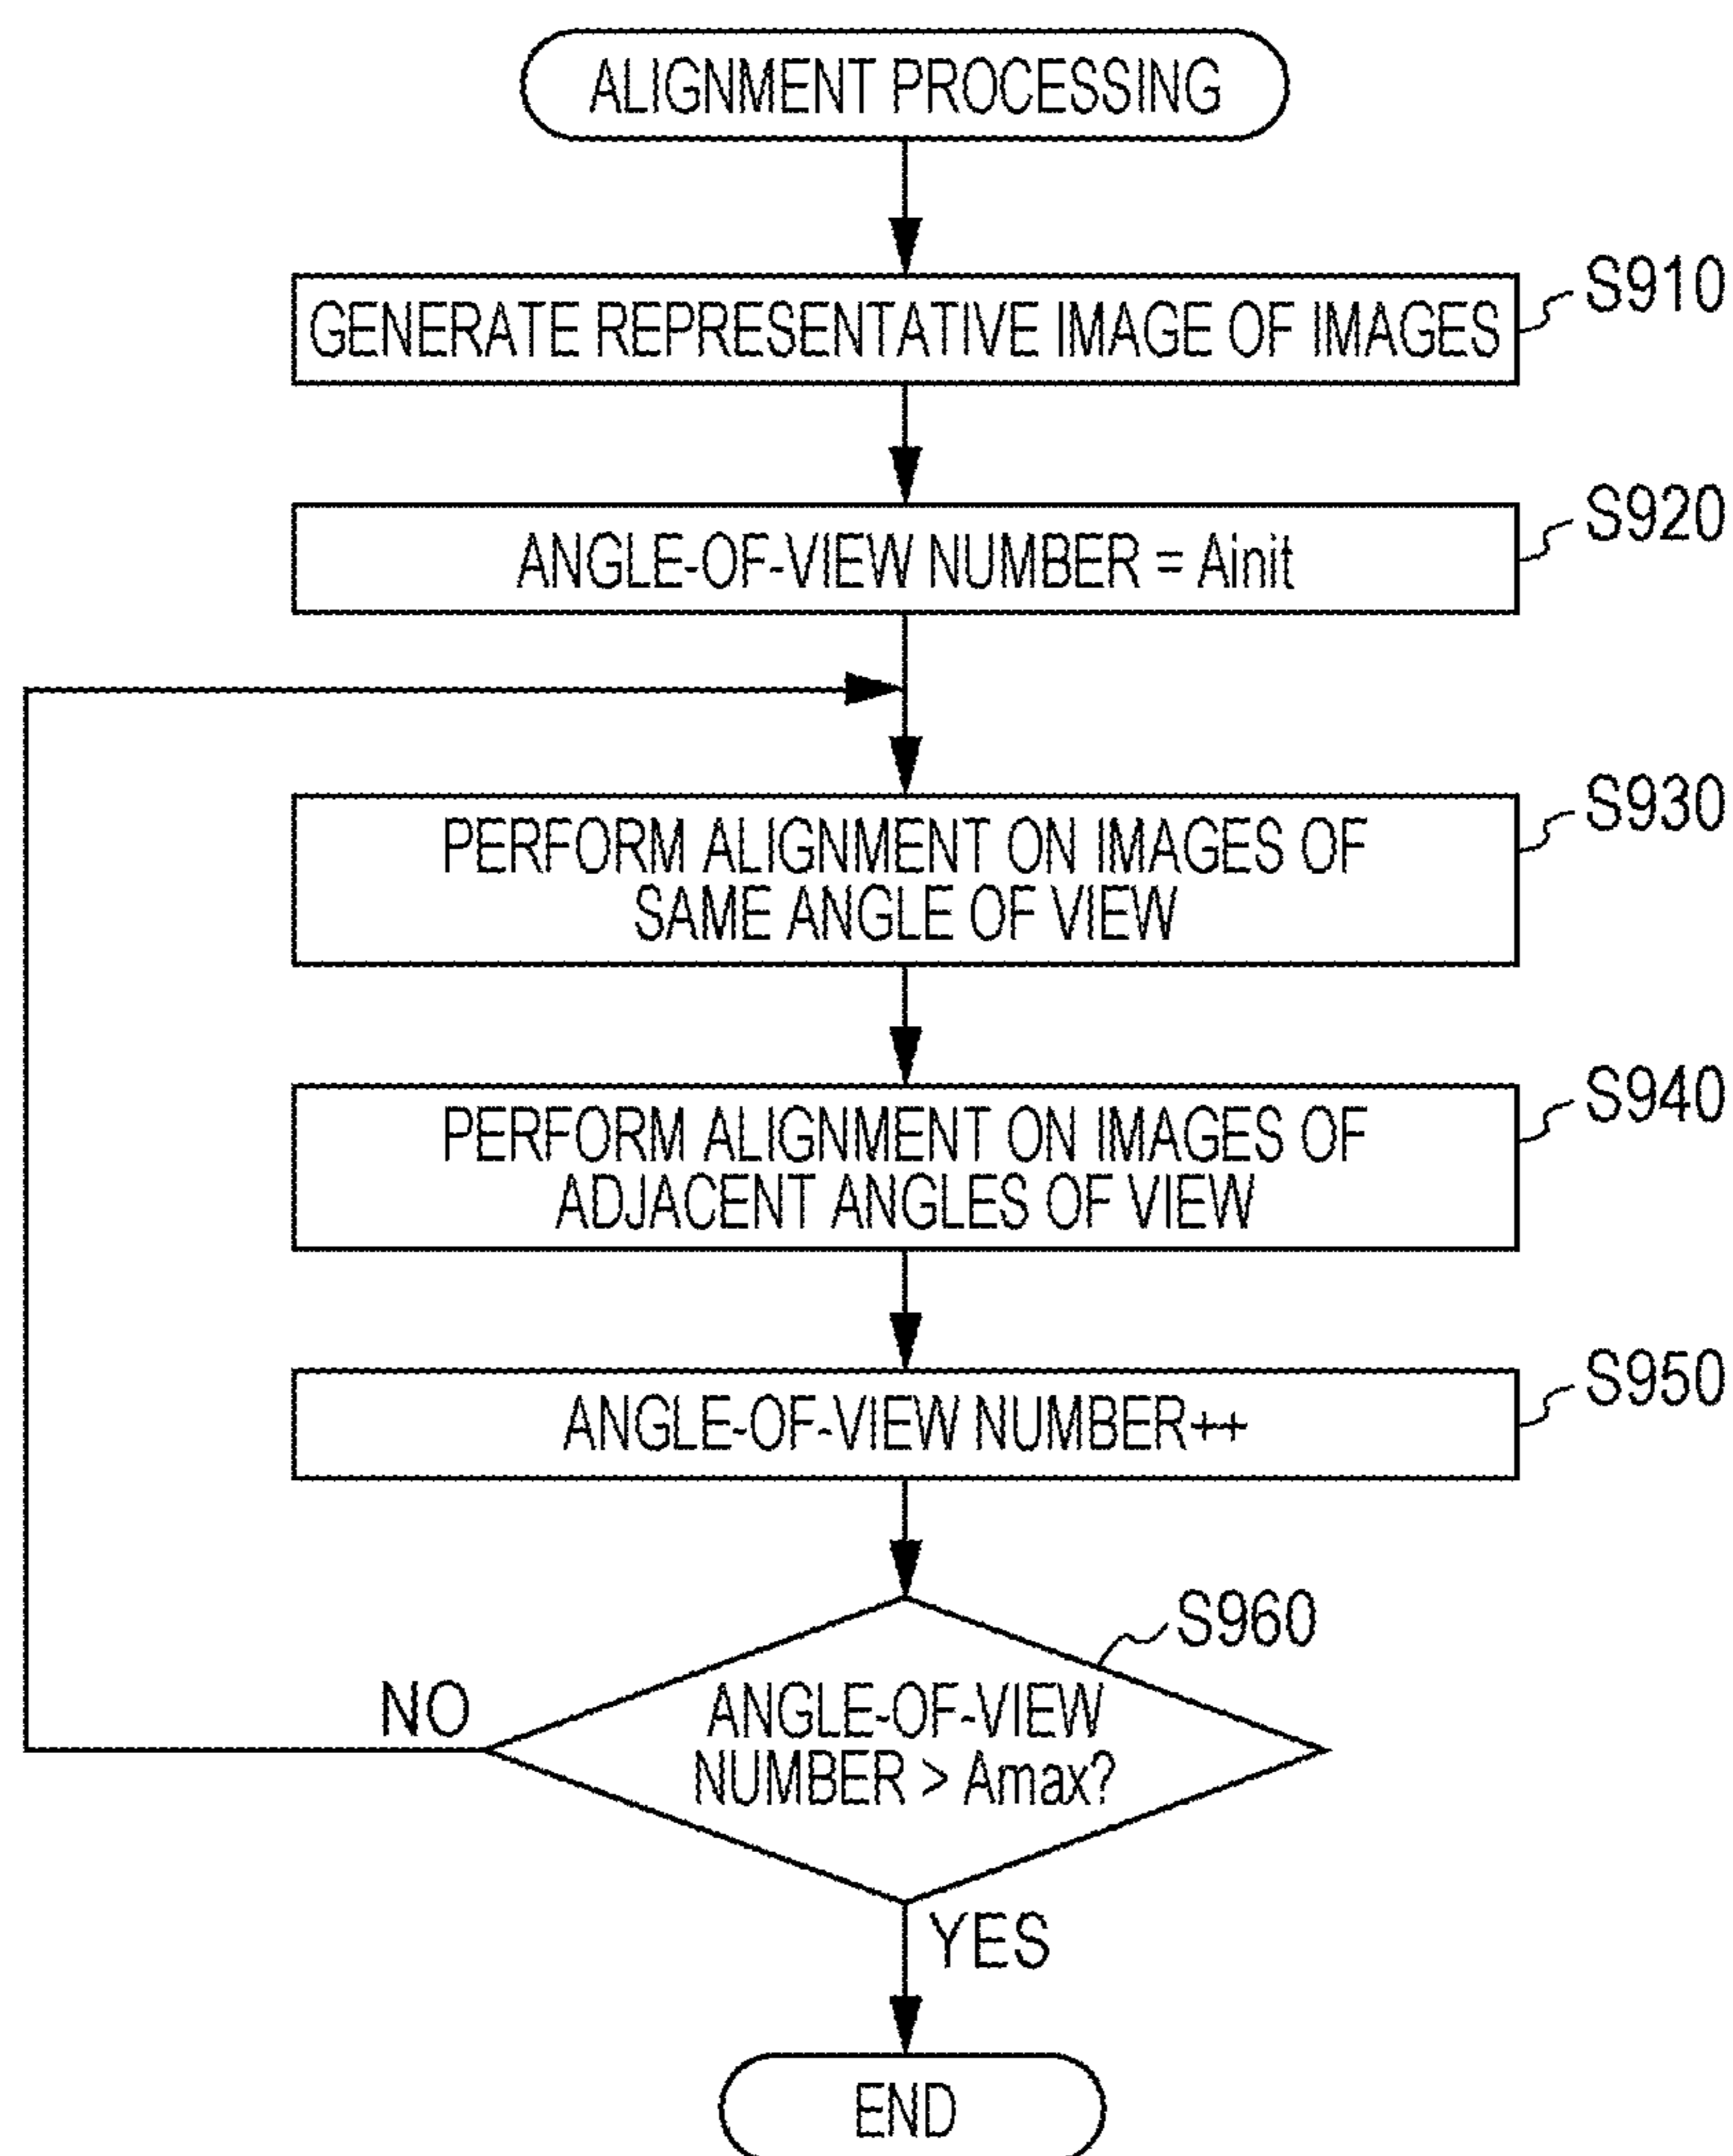 ALIGNMENT PROCESSING
GENERATE REPRESENTATIVE IMAGE OF IMAGES
S910
ANGLE-OF-VIEW NUMBER = Ainit
S920
PERFORM ALIGNMENT ON IMAGES OF
SAME ANGLE OF VIEW
S930
PERFORM ALIGNMENT ON IMAGES OF
ADJACENT ANGLES OF VIEW
S940
ANGLE-OF-VIEW NUMBER++
S950
S960
ANGLE-OF-VIEW
NUMBER > Amax?
NO
YES
END